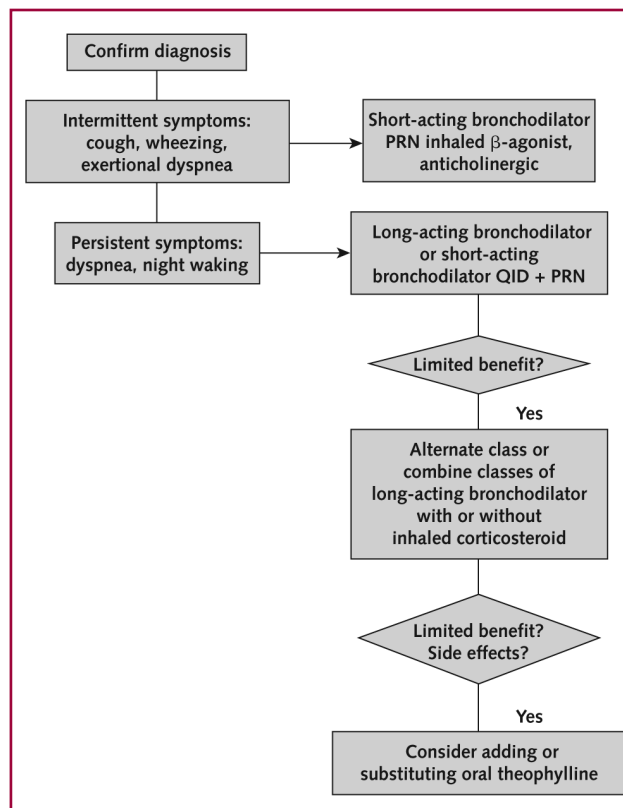 Confirm diagnosis
Intermittent symptoms:
cough, wheezing,
exertional dyspnea
Short-acting bronchodilator
PRN inhaled β-agonist,
anticholinergic
Persistent symptoms:
dyspnea, night waking
Long-acting bronchodilator
or short-acting
bronchodilator QID + PRN
Limited benefit?
Yes
Alternate class or
combine classes of
long-acting bronchodilator
with or without
inhaled corticosteroid
Limited benefit?
Side effects?
Yes
Consider adding or
substituting oral theophylline